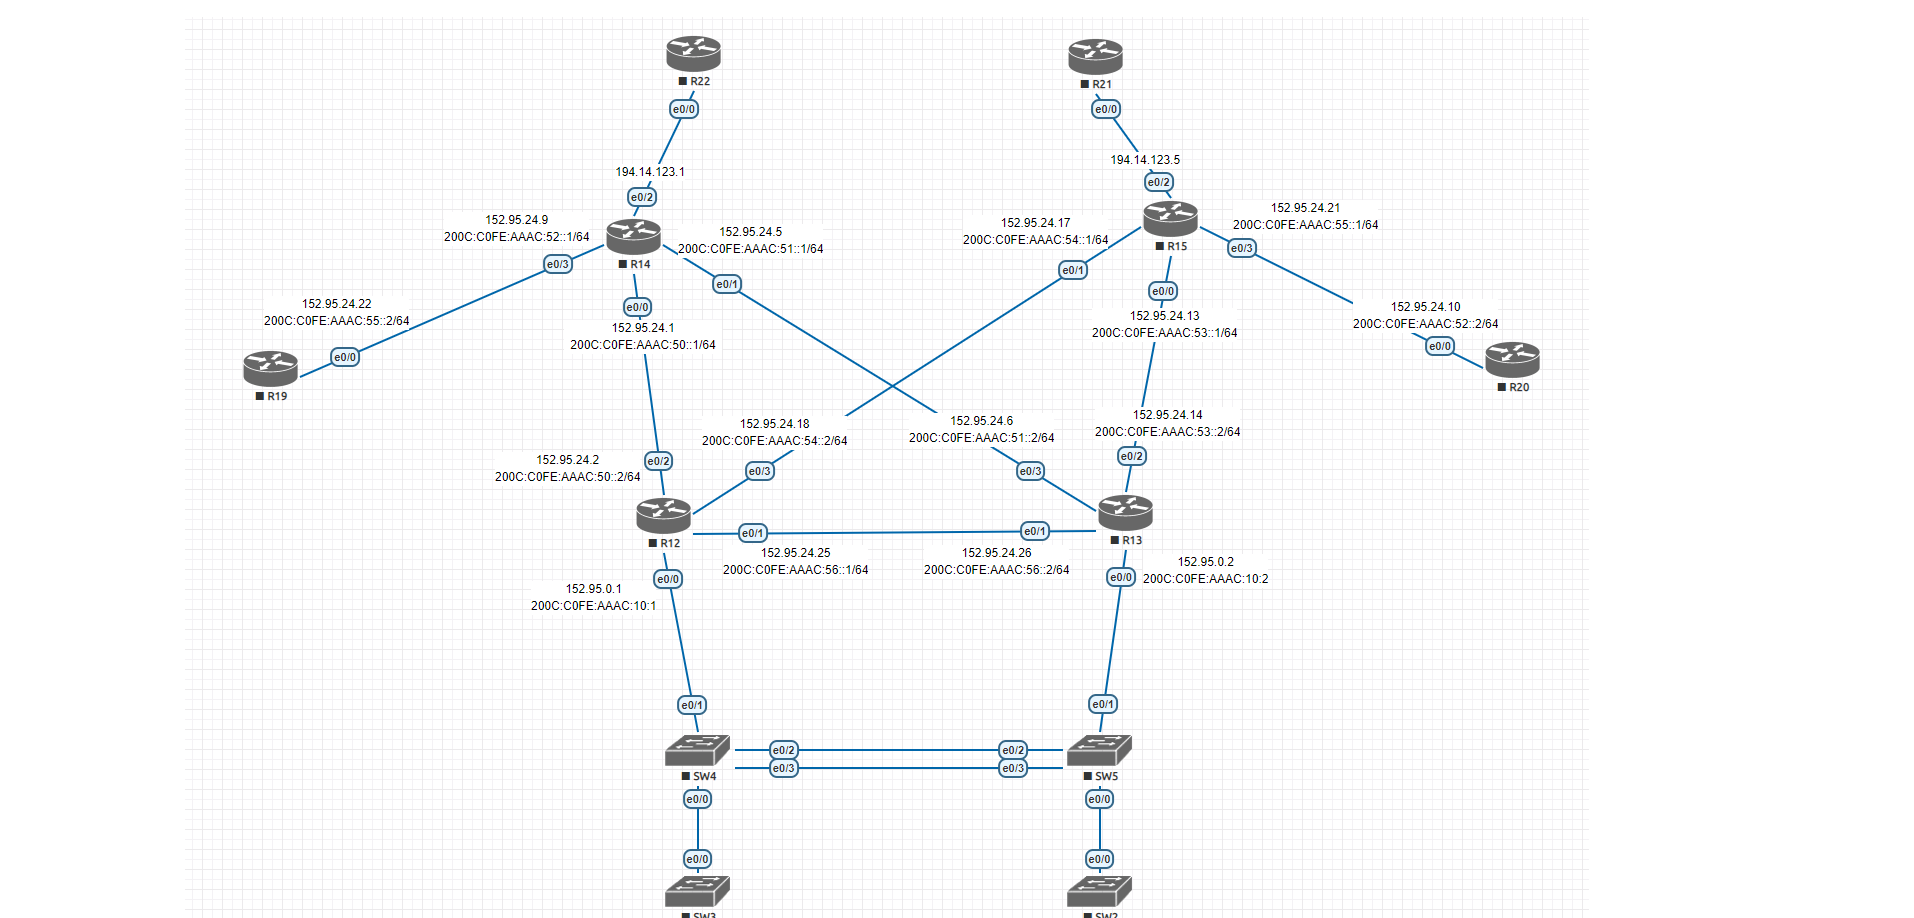 R22
R21
e0/0
e0/0
194.14.123.1
194.14.123.5
e0/2
e0/2
152.95.24.9
200C:C0FE:AAAC:52::1/64
152.95.24.5
200C:C0FE:AAAC:51::1/64
152.95.24.17
200C:C0FE:AAAC:54::1/64
152.95.24.21
200C:C0FE:AAAC:55::1/64
R14
R15
e0/3
e0/1
e0/1
e0/3
e0/0
e0/0
152.95.24.22
200C:C0FE:AAAC:55::2/64
152.95.24.1
200C:C0FE:AAAC:50::1/64
152.95.24.13
200C:C0FE:AAAC:53::1/64
152.95.24.10
200C:C0FE:AAAC:52::2/64
e0/0
e0/0
R19
R20
152.95.24.18
200C:C0FE:AAAC:54::2/64
152.95.24.6
200C:C0FE:AAAC:51::2/64
152.95.24.14
200C:C0FE:AAAC:53::2/64
152.95.24.2
200C:C0FE:AAAC:50::2/64
e0/2
e0/3
e0/3
e0/2
R12
e0/1
e0/1
R13
152.95.24.25
200C:C0FE:AAAC:56::1/64
152.95.24.26
200C:C0FE:AAAC:56::2/64
152.95.0.1
200C:C0FE:AAAC:10:1
e0/0
e0/0
152.95.0.2
200C:C0FE:AAAC:10:2
e0/1
e0/1
e0/2
e0/2
e0/3
e0/3
SW4
SW5
e0/0
e0/0
e0/0
e0/0
SW3
SW2